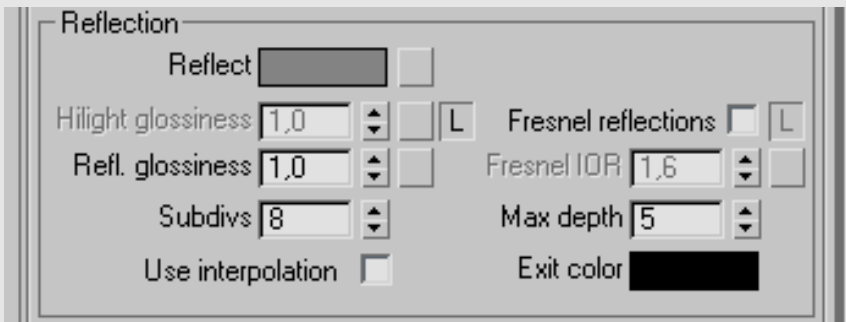 Reflection
Reflect
Hilight glossiness 1,0 L Fresnel reflections L
Refl. glossiness 1,0 Fresnel IOR 1,6
Subdivs 8 Max depth 5
Use interpolation Exit color